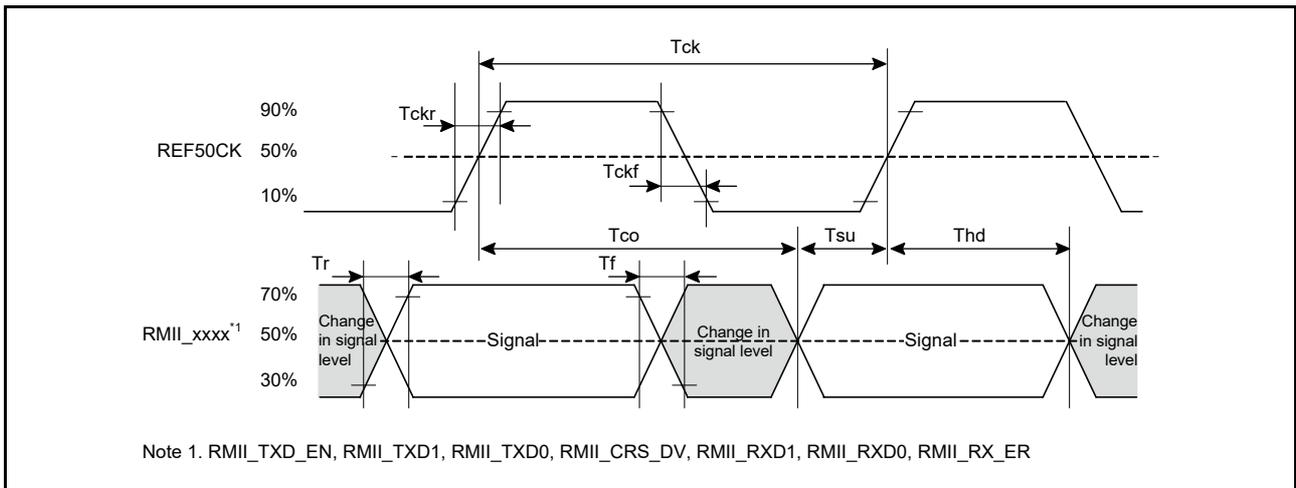 Tck
90%
Tckr
REF50CK 50%
Tckf
10%
Tco Tsu Thd
Tr Tf
70%
RMII_xxxx*1 50%
30%
Change
in signal
level
Signal
Change in
signal level
Signal
Change
in signal
level
Note 1. RMII_TXD_EN, RMII_TXD1, RMII_TXD0, RMII_CRS_DV, RMII_RXD1, RMII_RXD0, RMII_RX_ER